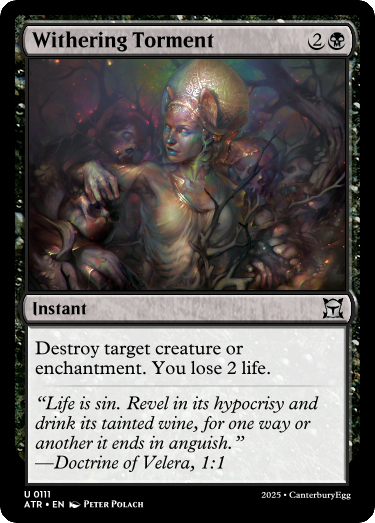 Withering Torment 2
Instant
Destroy target creature or
enchantment. You lose 2 life.
“Life is sin. Revel in its hypocrisy and
drink its tainted wine, for one way or
another it ends in anguish.”
—Doctrine of Velera, 1:1
U 0111
ATR • EN Peter Polach
2025 • CanterburyEgg